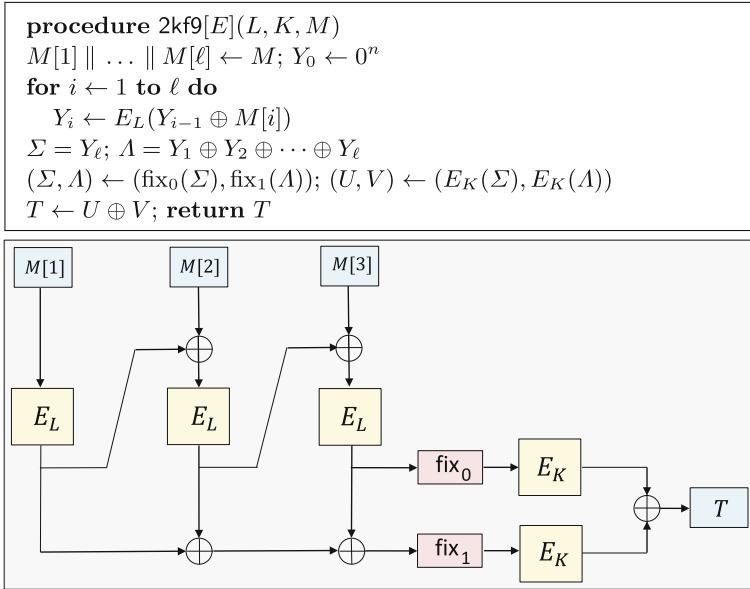 procedure 2kf9[E](L, K, M)
M[1] ‖ … ‖ M[ℓ] ← M; Y₀ ← 0ⁿ
for i ← 1 to ℓ do
Yᵢ ← E_L(Yᵢ₋₁ ⊕ M[i])
Σ = Y_ℓ; Λ = Y₁ ⊕ Y₂ ⊕ ⋯ ⊕ Y_ℓ
(Σ, Λ) ← (fix₀(Σ), fix₁(Λ)); (U, V) ← (E_K(Σ), E_K(Λ))
T ← U ⊕ V; return T
M[1] M[2] M[3]
E_L E_L E_L
fix₀ E_K
T
fix₁ E_K